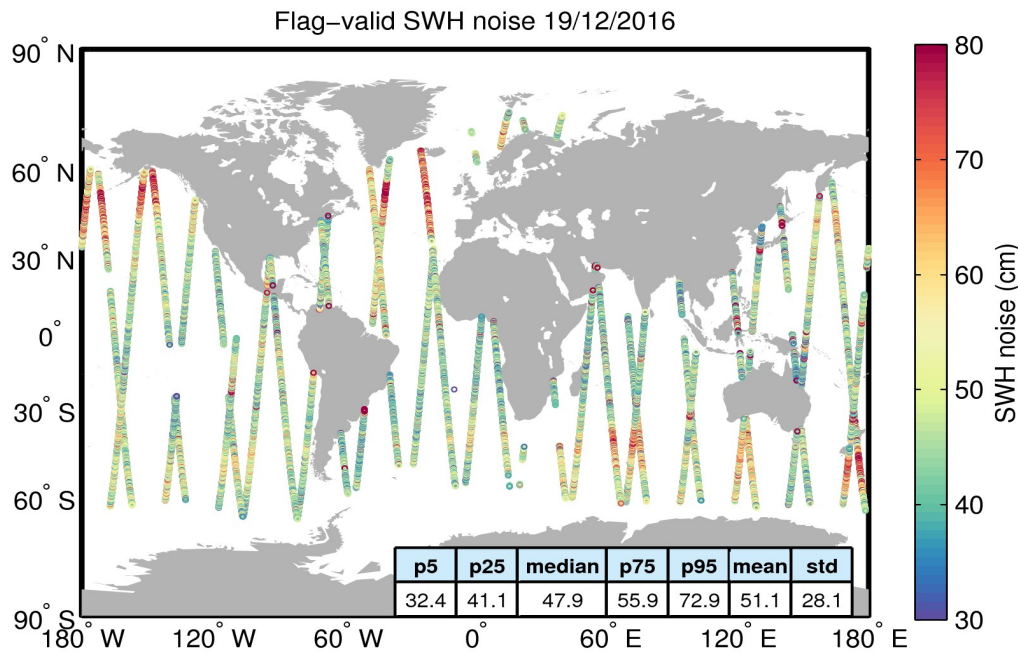 Flag−valid SWH noise 19/12/2016
90° N
60° N
30° N
0°
30° S
60° S
90° S
180° W
120° W
60° W
0°
60° E
120° E
180° E
p5 p25 median p75 p95 mean std
32.4 41.1 47.9 55.9 72.9 51.1 28.1
80
70
60
50
40
30
SWH noise (cm)